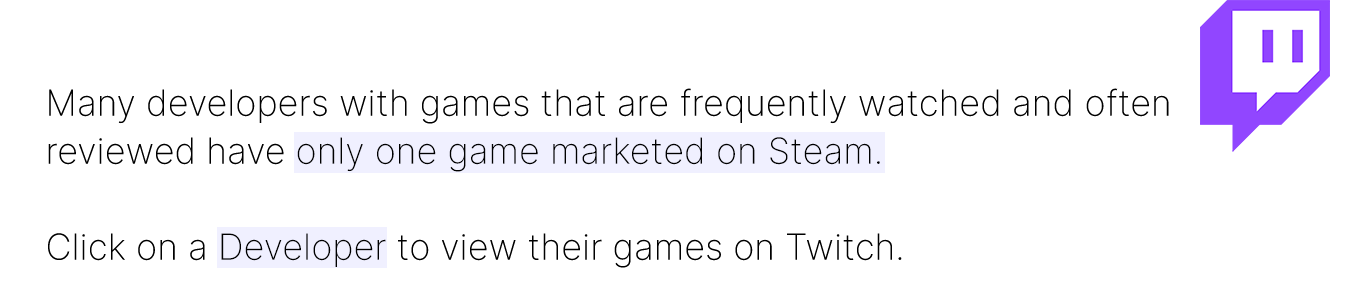 Many developers with games that are frequently watched and often
reviewed have only one game marketed on Steam.
Click on a Developer to view their games on Twitch.